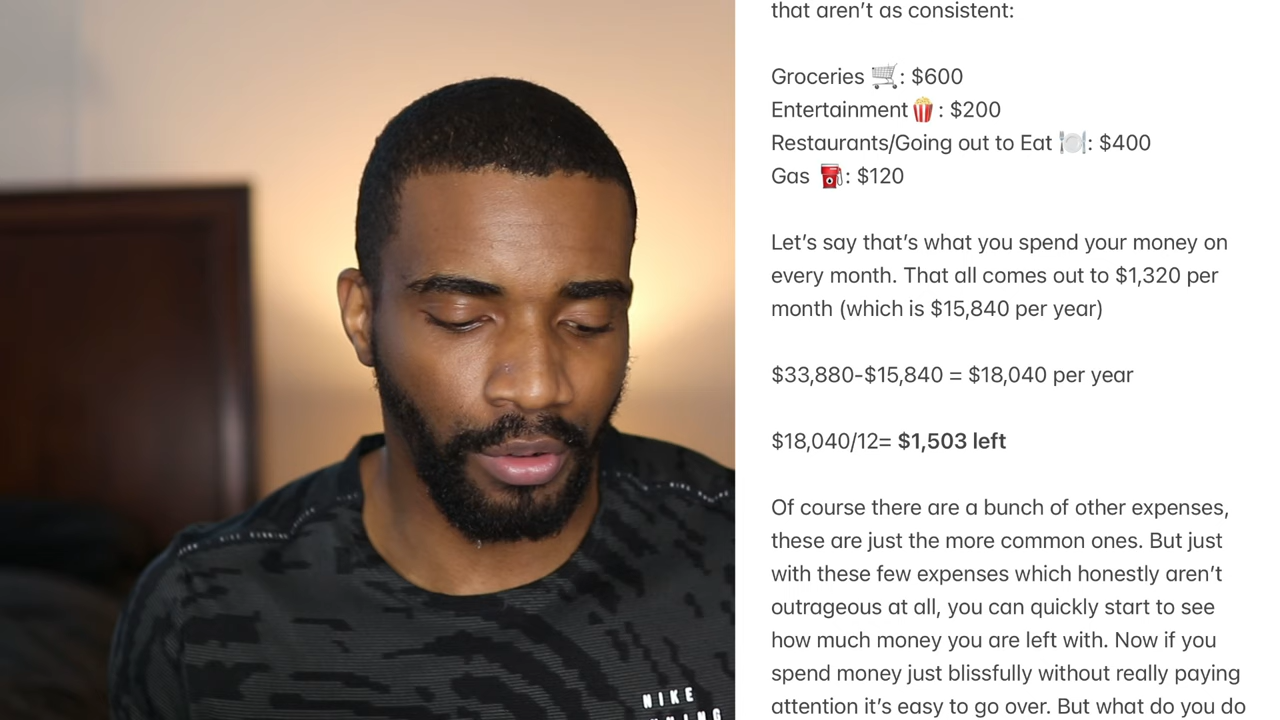 that aren’t as consistent:
Groceries 🛒: $600
Entertainment🍿: $200
Restaurants/Going out to Eat 🍽️: $400
Gas ⛽: $120
Let’s say that’s what you spend your money on
every month. That all comes out to $1,320 per
month (which is $15,840 per year)
$33,880-$15,840 = $18,040 per year
$18,040/12= $1,503 left
Of course there are a bunch of other expenses,
these are just the more common ones. But just
with these few expenses which honestly aren’t
outrageous at all, you can quickly start to see
how much money you are left with. Now if you
spend money just blissfully without really paying
attention it’s easy to go over. But what do you do
NIKE